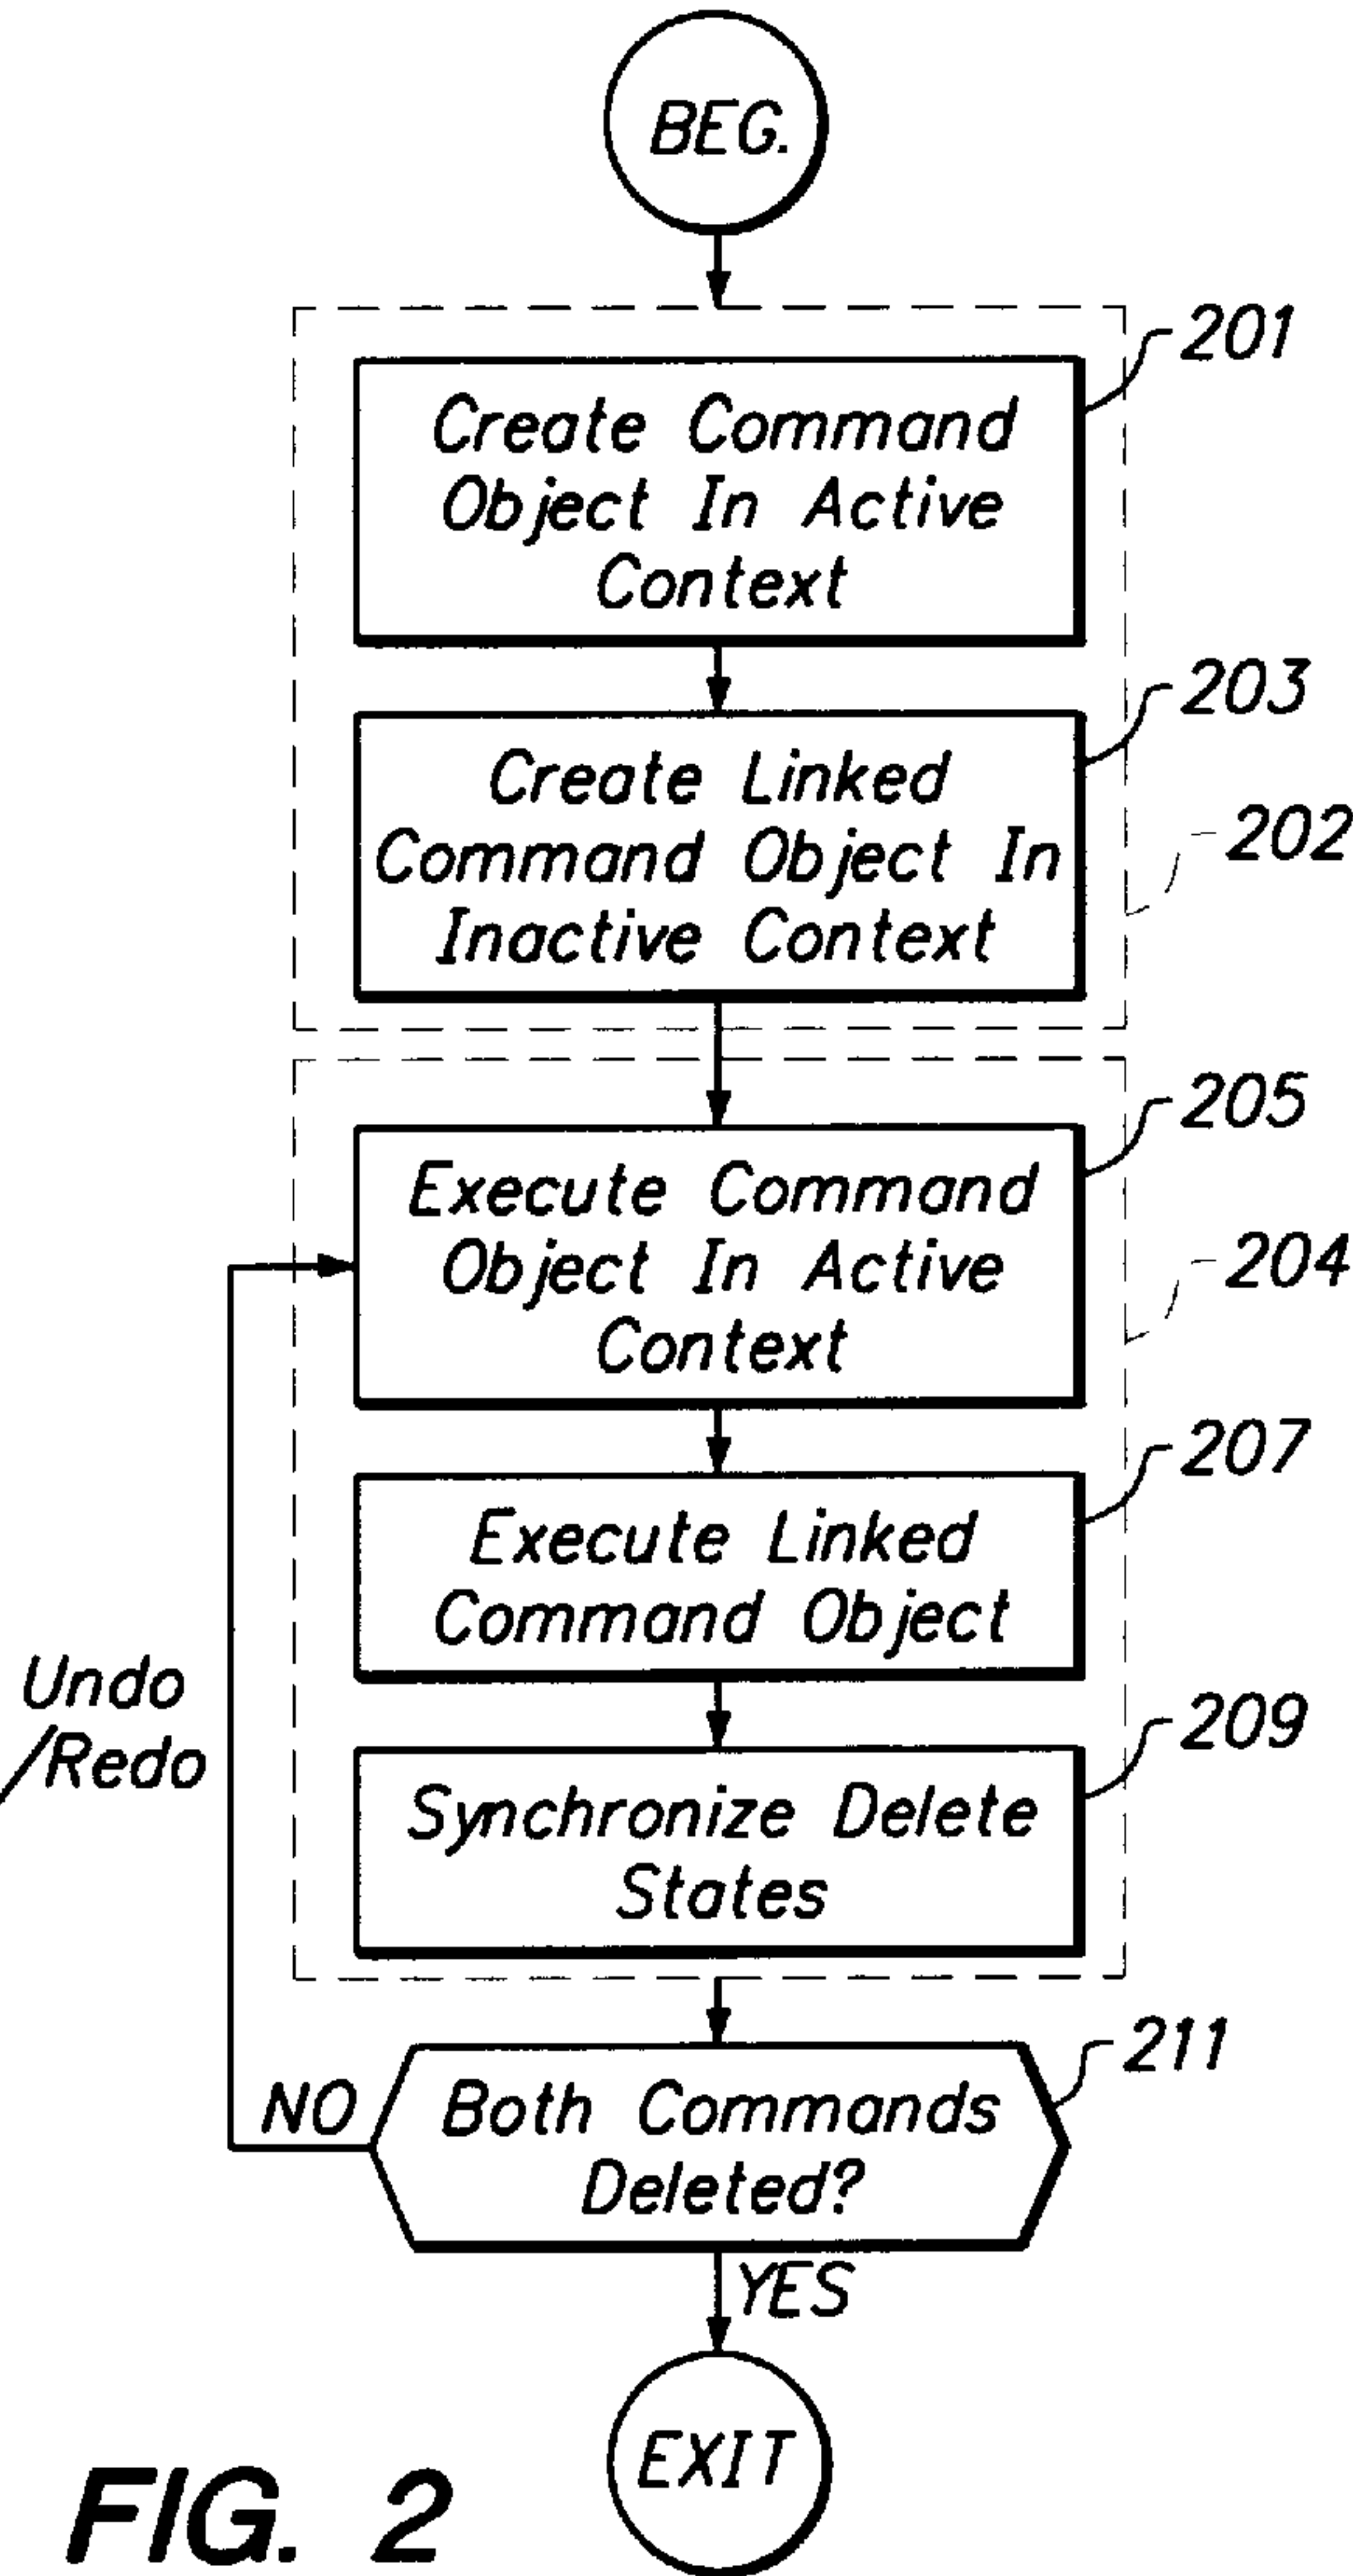 BEG.
201
Create Command
Object In Active
Context
203
Create Linked
Command Object In
Inactive Context
202
205
Execute Command
Object In Active
Context
204
207
Execute Linked
Command Object
Undo
/Redo
209
Synchronize Delete
States
211
NO
Both Commands
Deleted?
YES
EXIT
FIG. 2